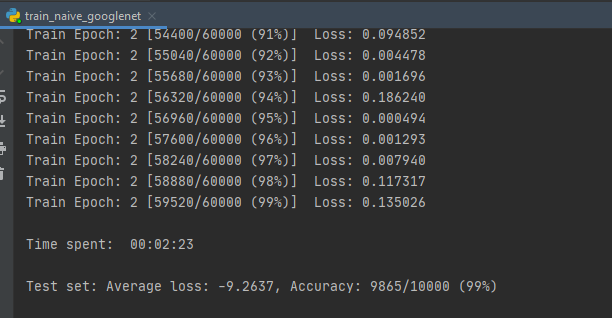 train_naive_googlenet
Train Epoch: 2 [54400/60000 (91%)]  Loss: 0.094852
Train Epoch: 2 [55040/60000 (92%)]  Loss: 0.004478
Train Epoch: 2 [55680/60000 (93%)]  Loss: 0.001696
Train Epoch: 2 [56320/60000 (94%)]  Loss: 0.186240
Train Epoch: 2 [56960/60000 (95%)]  Loss: 0.000494
Train Epoch: 2 [57600/60000 (96%)]  Loss: 0.001293
Train Epoch: 2 [58240/60000 (97%)]  Loss: 0.007940
Train Epoch: 2 [58880/60000 (98%)]  Loss: 0.117317
Train Epoch: 2 [59520/60000 (99%)]  Loss: 0.135026
Time spent:  00:02:23
Test set: Average loss: -9.2637, Accuracy: 9865/10000 (99%)